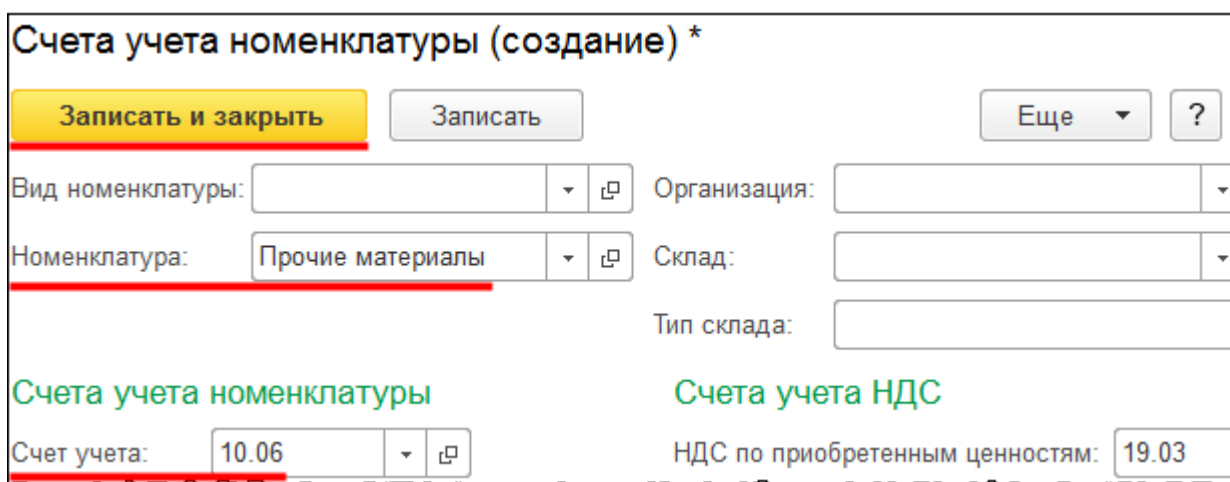 Счета учета номенклатуры (создание) *
Записать и закрыть Записать Еще ?
Вид номенклатуры: Организация:
Номенклатура: Прочие материалы Склад:
Тип склада:
Счета учета номенклатуры Счета учета НДС
Счет учета: 10.06 НДС по приобретенным ценностям: 19.03